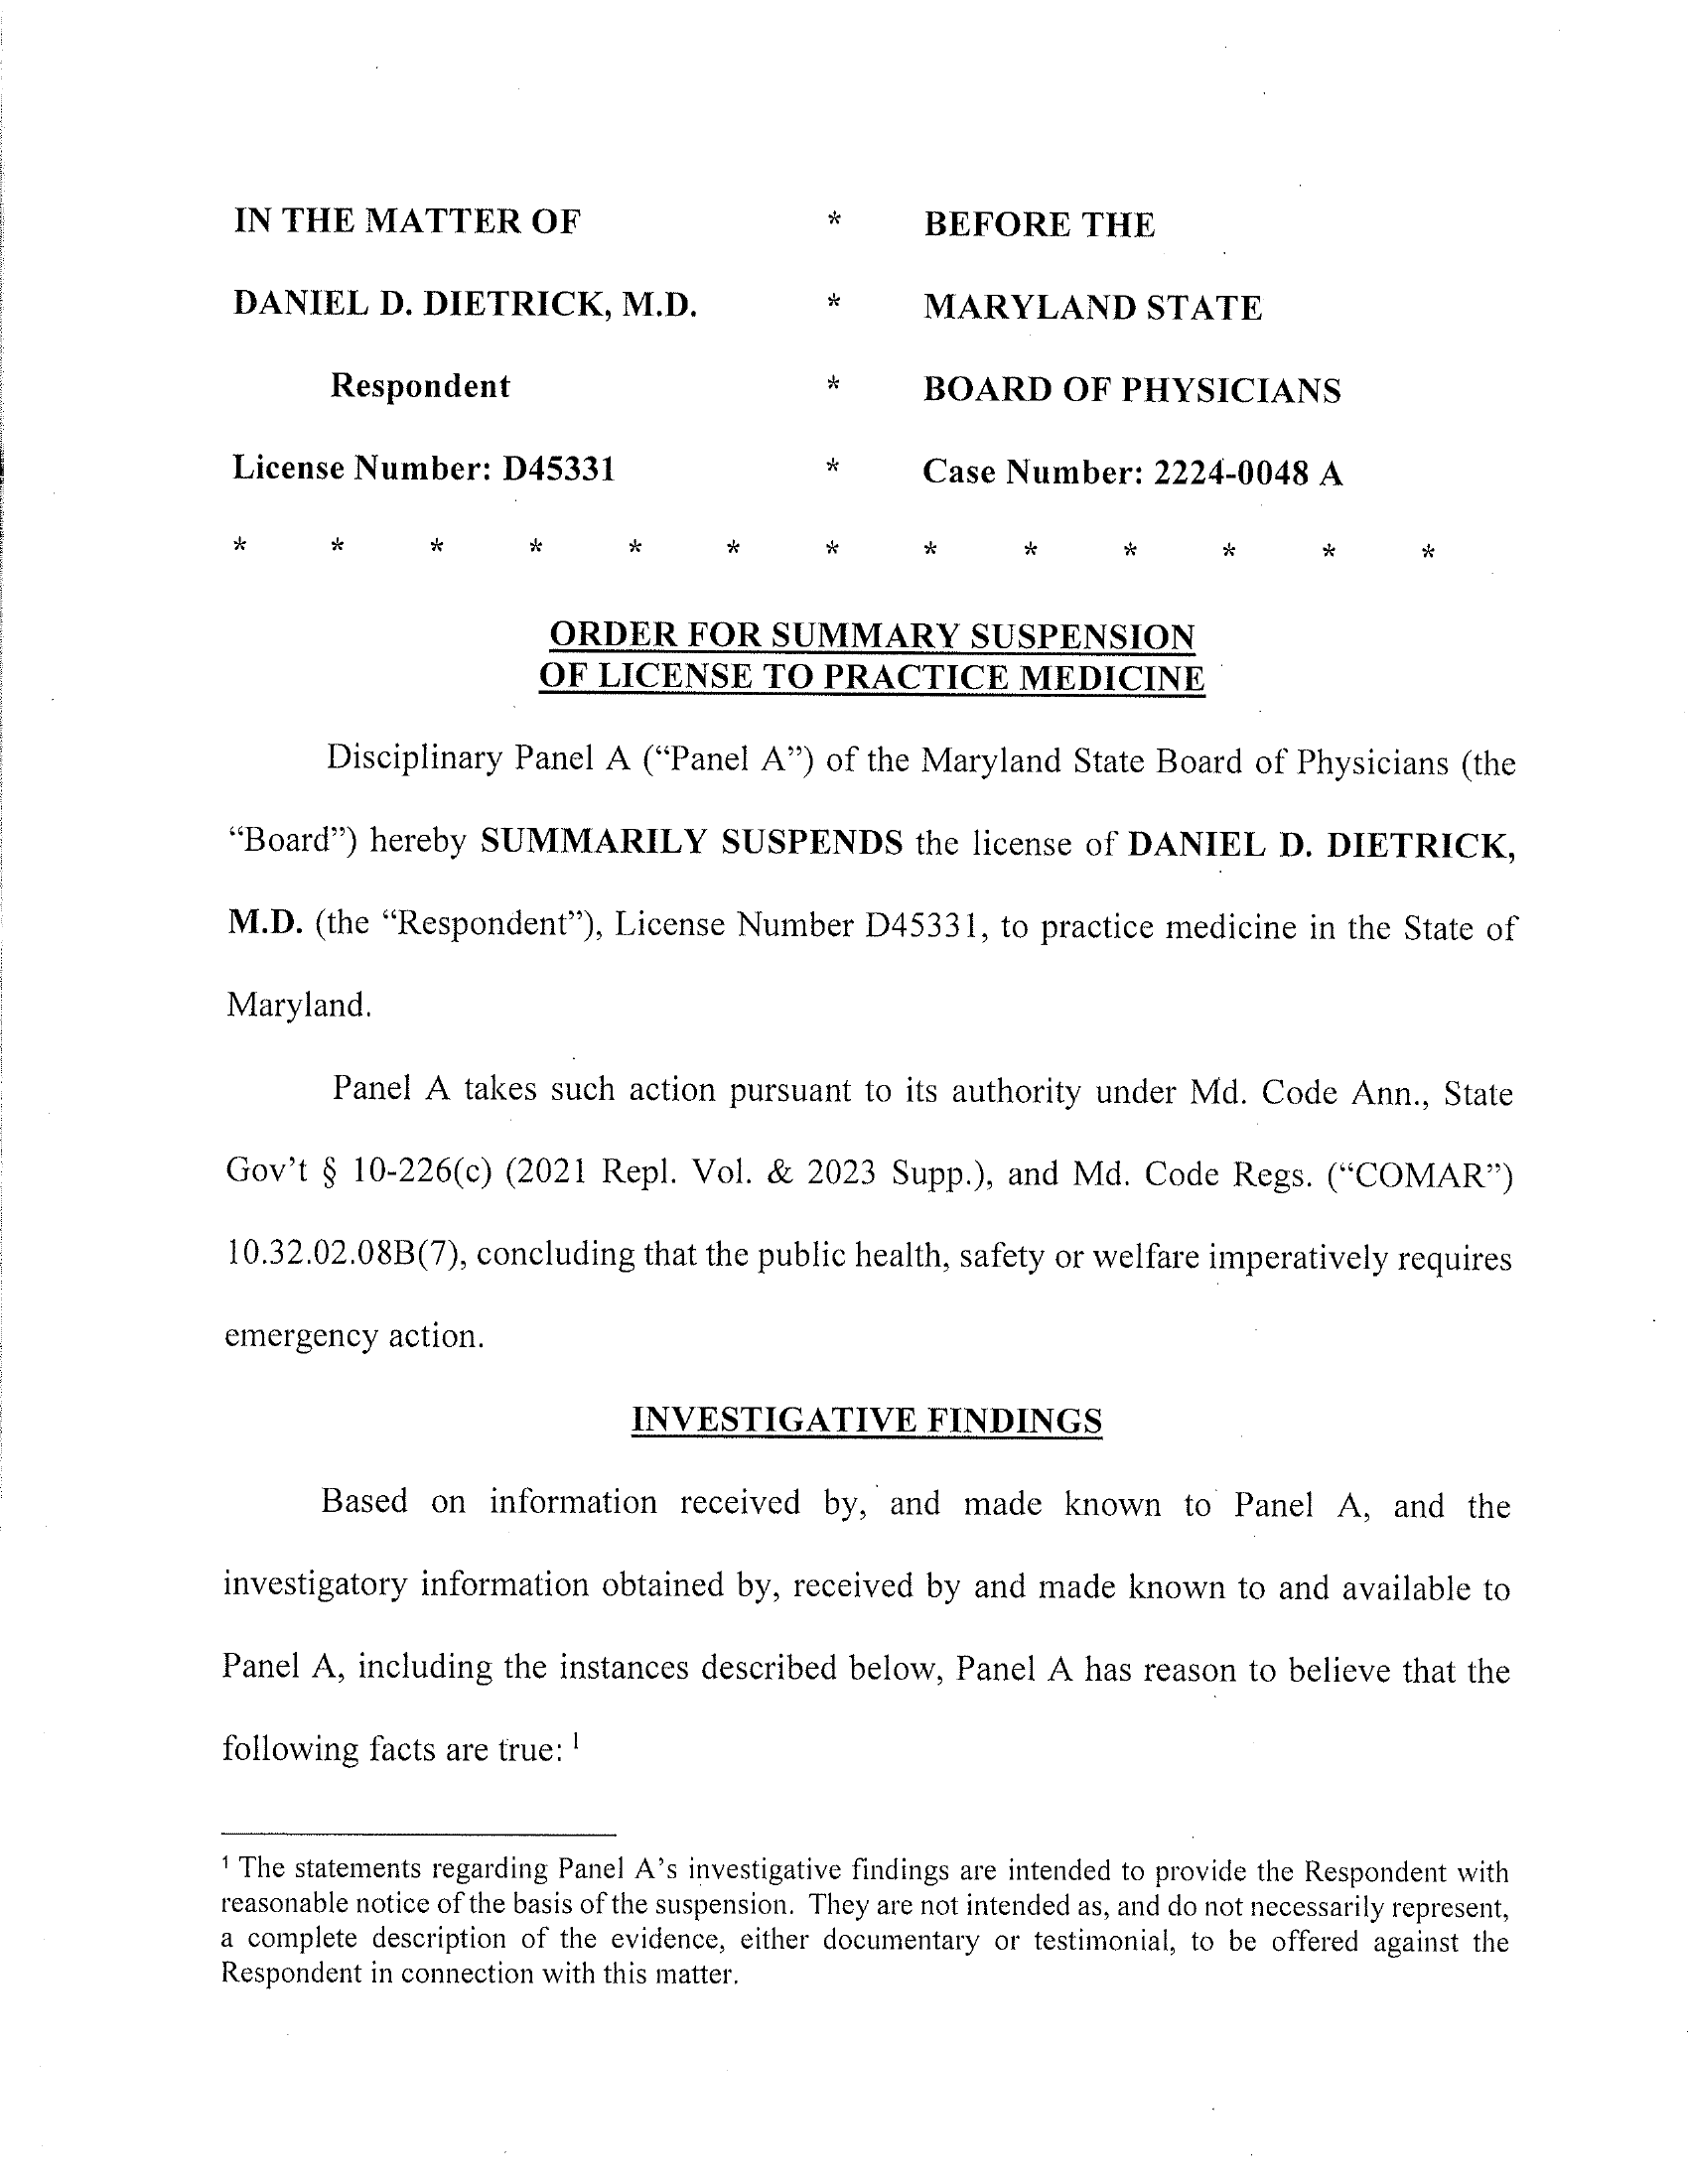 IN THE MATTER OF * BEFORE THE
DANIEL D. DIETRICK, M.D. * MARYLAND STATE
Respondent * BOARD OF PHYSICIANS
License Number: D45331 * Case Number: 2224-0048 A
* * * * * * * * * * * * *
ORDER FOR SUMMARY SUSPENSION
OF LICENSE TO PRACTICE MEDICINE
Disciplinary Panel A (“Panel A”) of the Maryland State Board of Physicians (the
“Board”) hereby SUMMARILY SUSPENDS the license of DANIEL D. DIETRICK,
M.D. (the “Respondent”), License Number D45331, to practice medicine in the State of
Maryland.
Panel A takes such action pursuant to its authority under Md. Code Ann., State
Gov’t § 10-226(c) (2021 Repl. Vol. & 2023 Supp.), and Md. Code Regs. (“COMAR”)
10.32.02.08B(7), concluding that the public health, safety or welfare imperatively requires
emergency action.
INVESTIGATIVE FINDINGS
Based on information received by, and made known to Panel A, and the
investigatory information obtained by, received by and made known to and available to
Panel A, including the instances described below, Panel A has reason to believe that the
following facts are true: 1
1 The statements regarding Panel A’s investigative findings are intended to provide the Respondent with
reasonable notice of the basis of the suspension. They are not intended as, and do not necessarily represent,
a complete description of the evidence, either documentary or testimonial, to be offered against the
Respondent in connection with this matter.